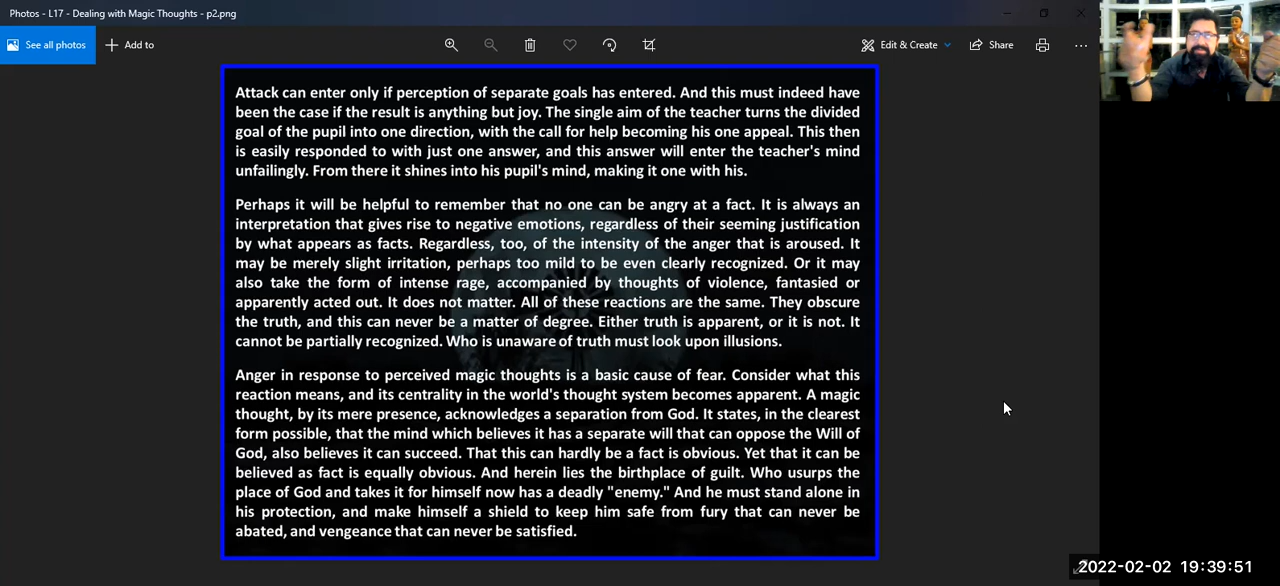 Photos - L17 - Dealing with Magic Thoughts - p2.png
See all photos
Add to
Edit & Create
Share
Attack can enter only if perception of separate goals has entered. And this must indeed have
been the case if the result is anything but joy. The single aim of the teacher turns the divided
goal of the pupil into one direction, with the call for help becoming his one appeal. This then
is easily responded to with just one answer, and this answer will enter the teacher's mind
unfailingly. From there it shines into his pupil's mind, making it one with his.
Perhaps it will be helpful to remember that no one can be angry at a fact. It is always an
interpretation that gives rise to negative emotions, regardless of their seeming justification
by what appears as facts. Regardless, too, of the intensity of the anger that is aroused. It
may be merely slight irritation, perhaps too mild to be even clearly recognized. Or it may
also take the form of intense rage, accompanied by thoughts of violence, fantasied or
apparently acted out. It does not matter. All of these reactions are the same. They obscure
the truth, and this can never be a matter of degree. Either truth is apparent, or it is not. It
cannot be partially recognized. Who is unaware of truth must look upon illusions.
Anger in response to perceived magic thoughts is a basic cause of fear. Consider what this
reaction means, and its centrality in the world's thought system becomes apparent. A magic
thought, by its mere presence, acknowledges a separation from God. It states, in the clearest
form possible, that the mind which believes it has a separate will that can oppose the Will of
God, also believes it can succeed. That this can hardly be a fact is obvious. Yet that it can be
believed as fact is equally obvious. And herein lies the birthplace of guilt. Who usurps the
place of God and takes it for himself now has a deadly "enemy." And he must stand alone in
his protection, and make himself a shield to keep him safe from fury that can never be
abated, and vengeance that can never be satisfied.
2022-02-02 19:39:51